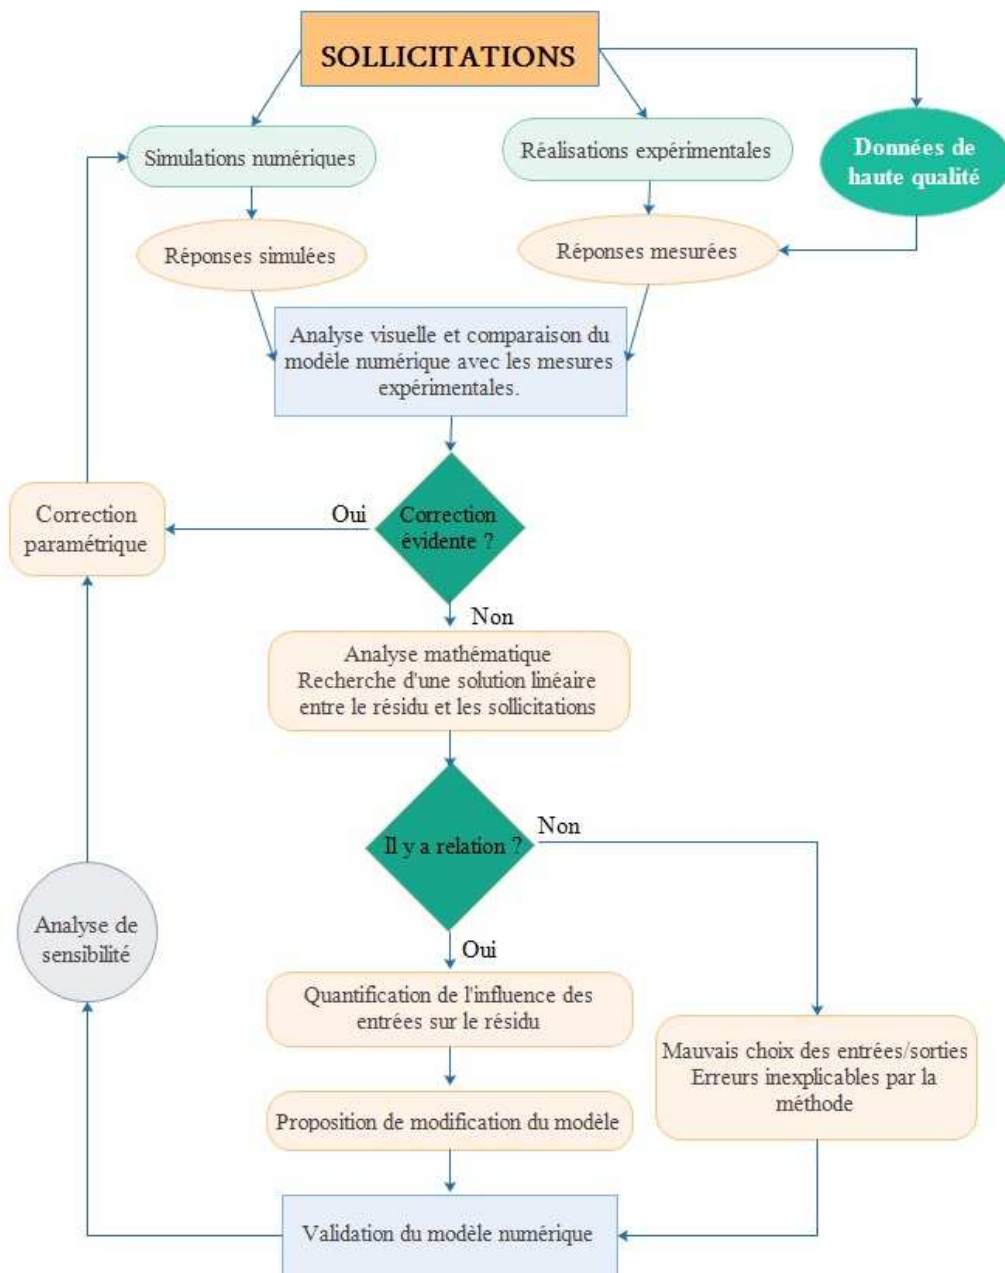 SOLLICITATIONS
Simulations numériques
Réalisations expérimentales
Données de
haute qualité
Réponses simulées
Réponses mesurées
Analyse visuelle et comparaison du
modèle numérique avec les mesures
expérimentales.
Correction
paramétrique
Oui
Correction
évidente ?
Non
Analyse mathématique
Recherche d'une solution linéaire
entre le résidu et les sollicitations
Il y a relation ?
Non
Analyse de
sensibilité
Oui
Quantification de l'influence des
entrées sur le résidu
Mauvais choix des entrées/sorties
Erreurs inexplicables par la
méthode
Proposition de modification du modèle
Validation du modèle numérique